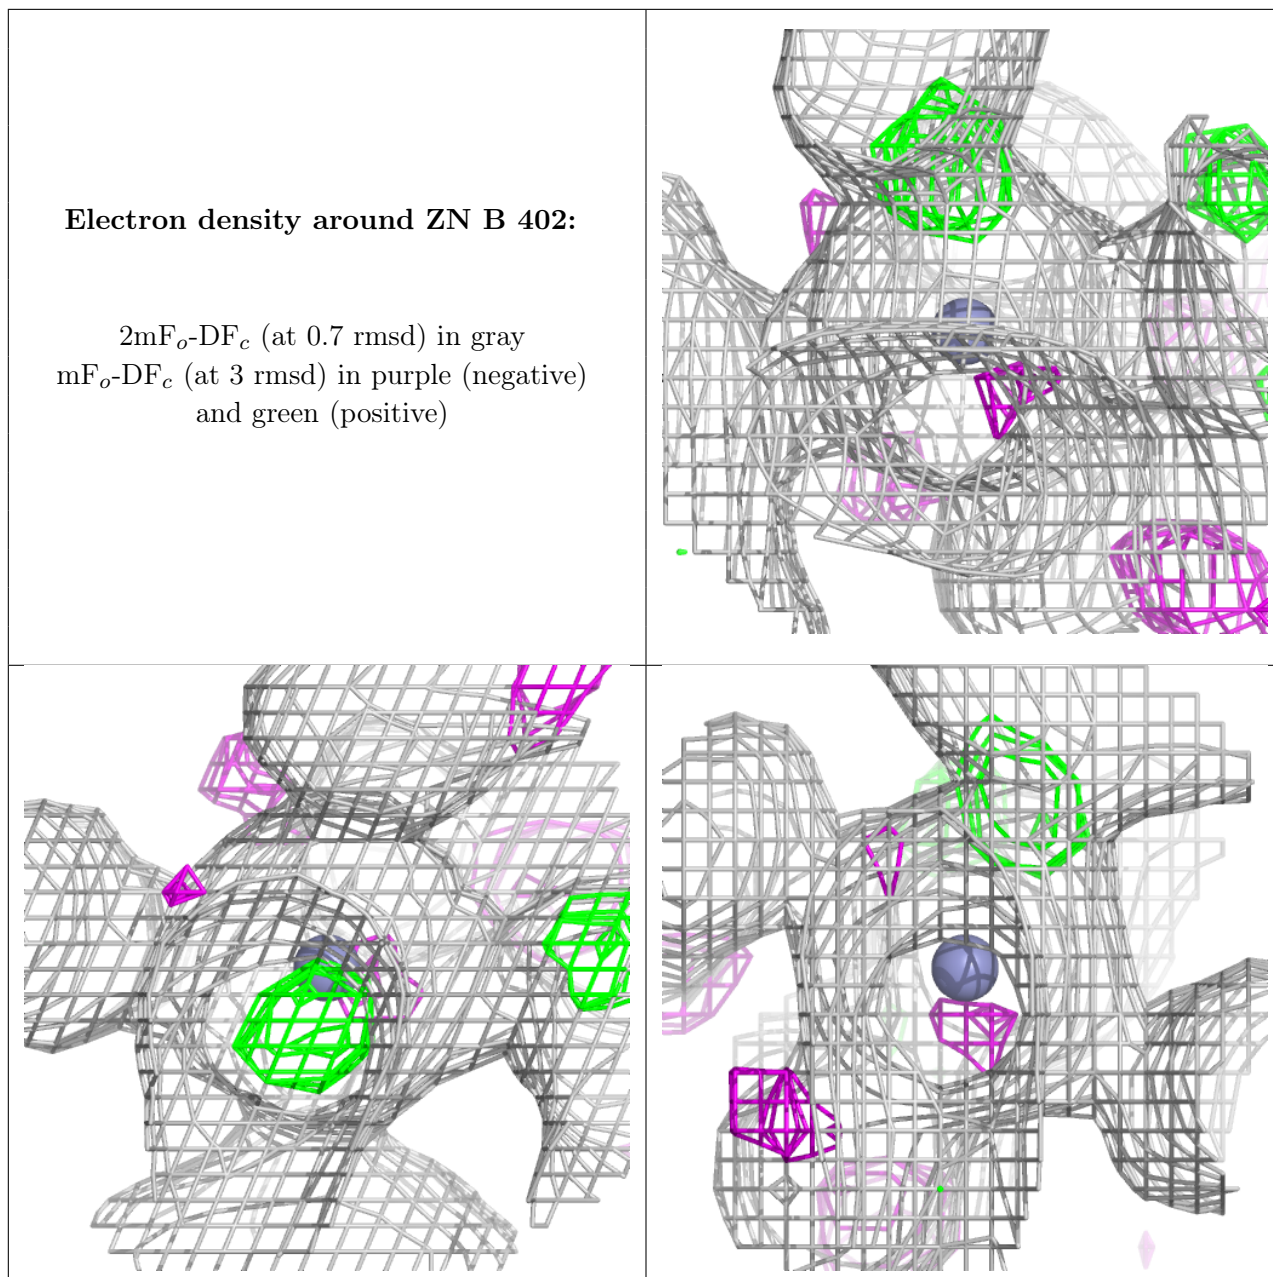 Electron density around ZN B 402:
2mFo-DFc (at 0.7 rmsd) in gray
mFo-DFc (at 3 rmsd) in purple (negative)
and green (positive)